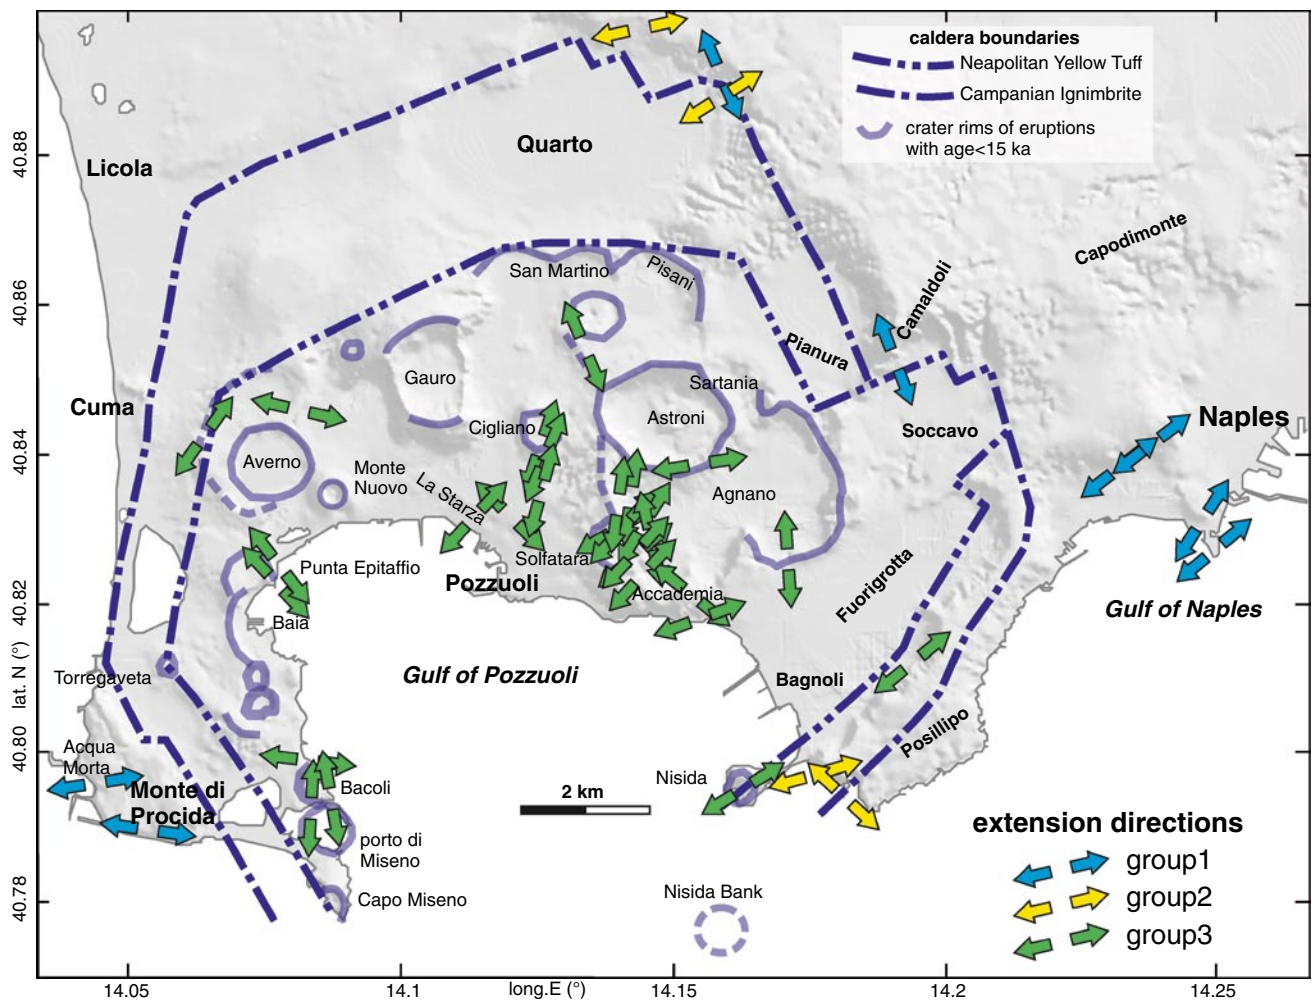 caldera boundaries
Neapolitan Yellow Tuff
Campanian Ignimbrite
crater rims of eruptions
with age<15 ka
Quarto
Licola
Capodimonte
San Martino
Pisani
Camaldoli
Pianura
Gauro
Sartania
Cuma
Astroni
Cigliano
Soccavo
Naples
Averno
Monte
Nuovo
La Starza
Agnano
Solfatara
Punta Epitaffio
Pozzuoli
Accademia
Fuorigrotta
Baia
Gulf of Naples
Torregaveta
Gulf of Pozzuoli
Bagnoli
Posillipo
Acqua
Morta
Monte di
Procida
Bacoli
Nisida
2 km
porto di
Miseno
Capo Miseno
Nisida Bank
extension directions
group1
group2
group3
40.88
40.86
40.84
40.82
40.80
40.78
lat. N (°)
14.05
14.1
long.E (°)
14.15
14.2
14.25